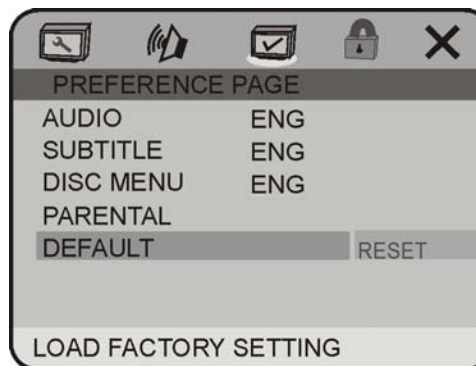 PREFERENCE PAGE
AUDIO ENG
SUBTITLE ENG
DISC MENU ENG
PARENTAL
DEFAULT RESET
LOAD FACTORY SETTING